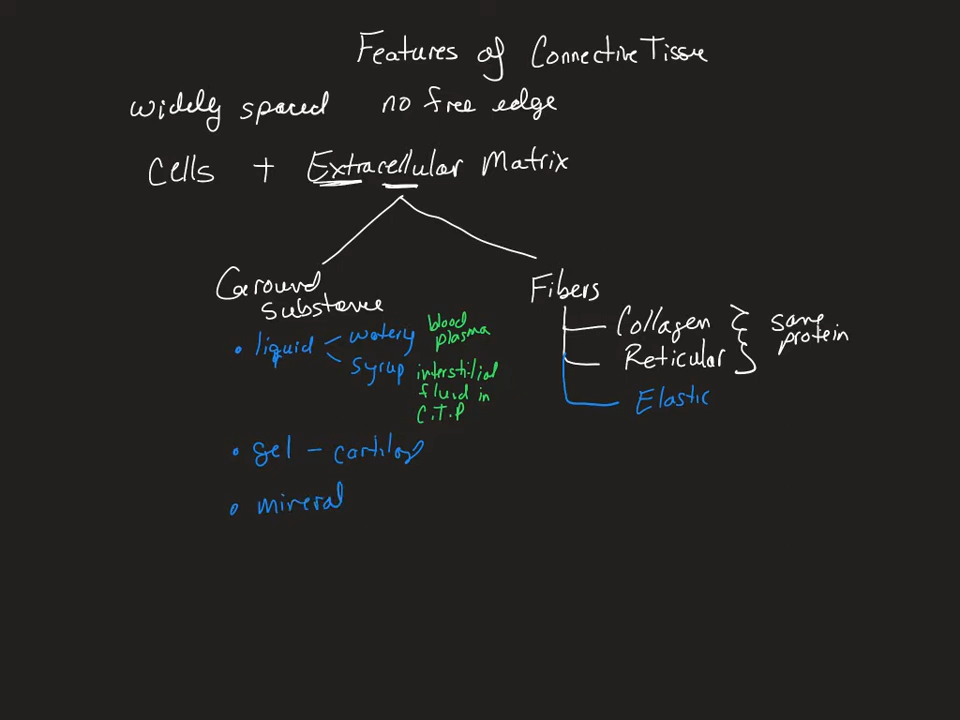 Features of Connective Tissue
widely spaced no free edge
Cells + Extracellular Matrix
Ground
substance
• liquid
watery
blood
plasma
syrup
interstitial
fluid in
C.T.P
• gel - cartilag
• mineral
Fibers
Collagen
Reticular
same
protein
Elastic